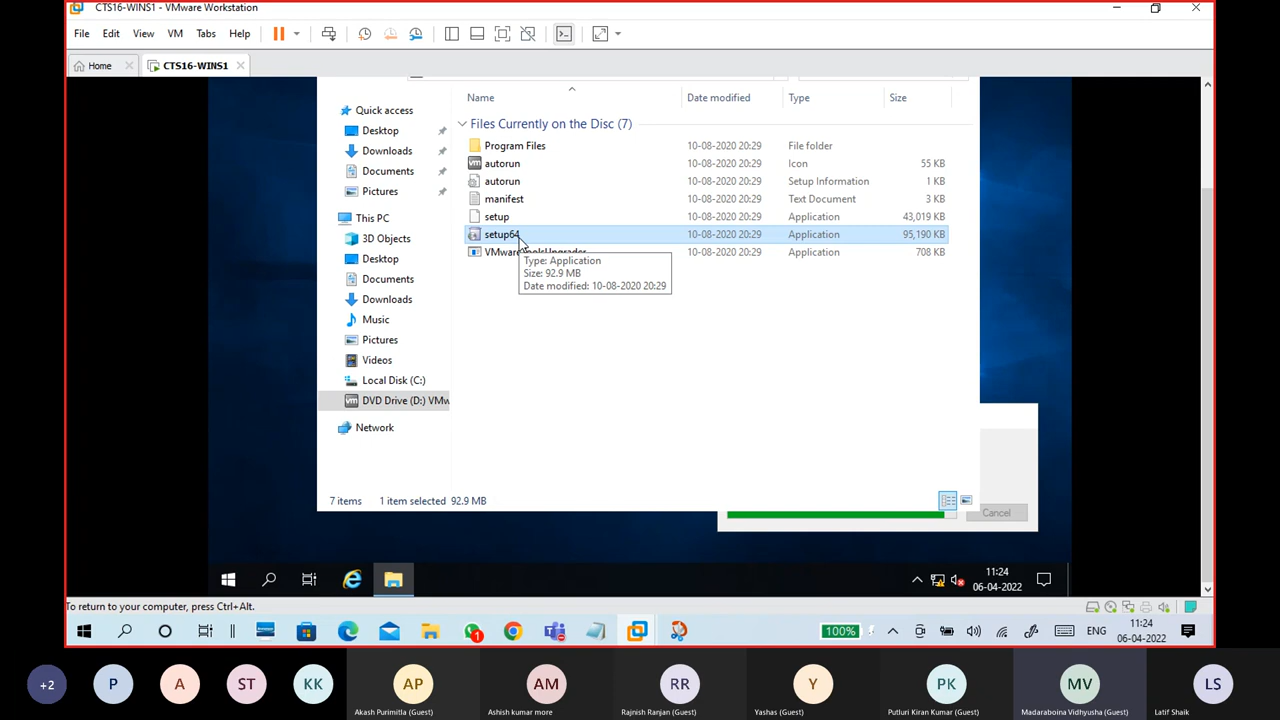 CTS16-WINS1 - VMware Workstation
File Edit View VM Tabs Help
Home CTS16-WINS1
Name Date modified Type Size
Quick access
Files Currently on the Disc (7)
Desktop
Program Files 10-08-2020 20:29 File folder
Downloads
autorun 10-08-2020 20:29 Icon 55 KB
Documents
autorun 10-08-2020 20:29 Setup Information 1 KB
Pictures
manifest 10-08-2020 20:29 Text Document 3 KB
This PC
setup 10-08-2020 20:29 Application 43,019 KB
3D Objects
setup64 10-08-2020 20:29 Application 95,190 KB
Desktop
10-08-2020 20:29 Application 708 KB
Type: Application
Size: 92.9 MB
Date modified: 10-08-2020 20:29
Documents
Downloads
Music
Pictures
Videos
Local Disk (C:)
DVD Drive (D:) VMw
Network
7 items 1 item selected 92.9 MB
Cancel
11:24
06-04-2022
To return to your computer, press Ctrl+Alt.
1
100%
ENG
11:24
06-04-2022
+2 P A ST KK AP AM RR Y PK MV LS
Akash Purimitla (Guest) Ashish kumar more Rajnish Ranjan (Guest) Yashas (Guest) Putluri Kiran Kumar (Guest) Madaraboina Vidhyusha (Guest) Latif Shaik